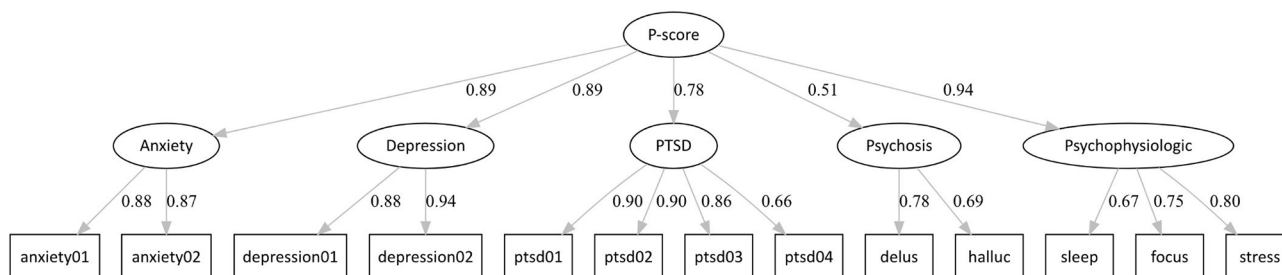 P-score
0.89 0.89 0.78 0.51 0.94
Anxiety Depression PTSD Psychosis Psychophysiologic
0.88 0.87 0.88 0.94 0.90 0.90 0.86 0.66 0.78 0.69 0.67 0.75 0.80
anxiety01 anxiety02 depression01 depression02 ptsd01 ptsd02 ptsd03 ptsd04 delus halluc sleep focus stress